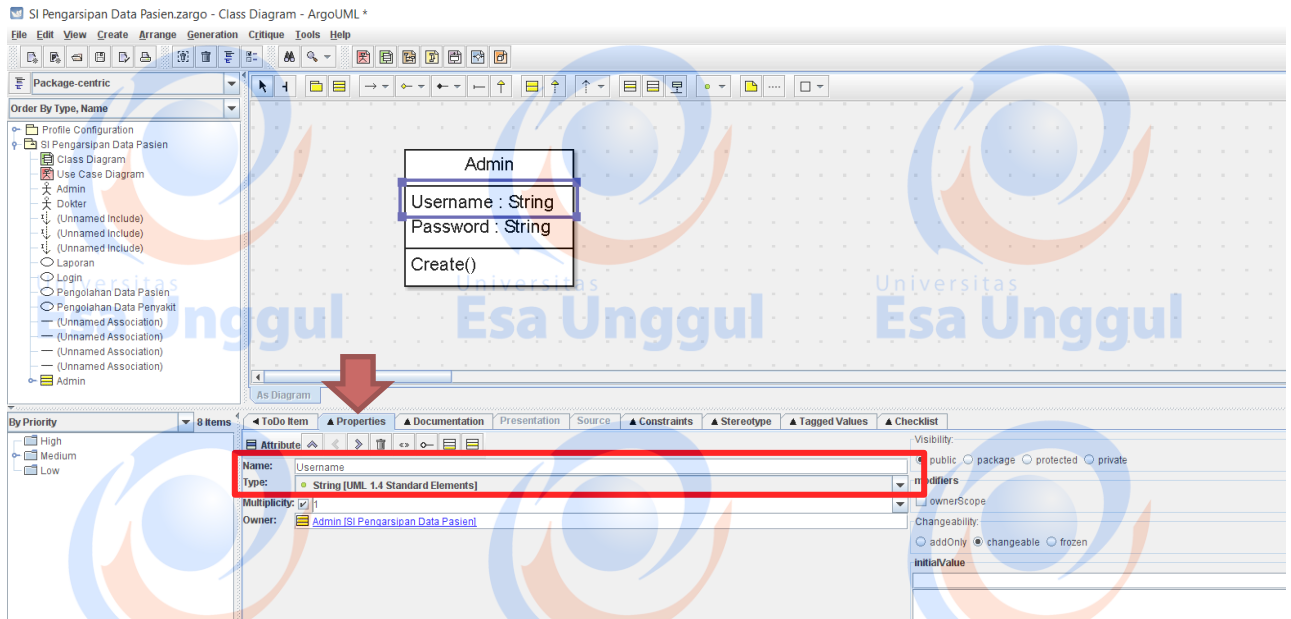 SI Pengarsipan Data Pasien.zargo - Class Diagram - ArgoUML *
File Edit View Create Arrange Generation Critique Tools Help
Package-centric
Order By Type, Name
Profile Configuration
SI Pengarsipan Data Pasien
Class Diagram
Use Case Diagram
Admin
Dokter
(Unnamed Include)
(Unnamed Include)
(Unnamed Include)
Laporan
Login
Pengolahan Data Pasien
Pengolahan Data Penyakit
(Unnamed Association)
(Unnamed Association)
(Unnamed Association)
(Unnamed Association)
Admin
Admin
Username : String
Password : String
Create()
Universitas
Esa Unggul
Universitas
Esa Unggul
Universitas
Esa Unggul
As Diagram
By Priority 8 Items
High
Medium
Low
ToDo Item Properties Documentation Presentation Source Constraints Stereotype Tagged Values Checklist
Attribute
Name: Username
Type: String [UML 1.4 Standard Elements]
Multiplicity: 1
Owner: Admin [SI Pengarsipan Data Pasien]
Visibility:
public package protected private
modifiers
ownerScope
Changeability:
addOnly changeable frozen
initialValue